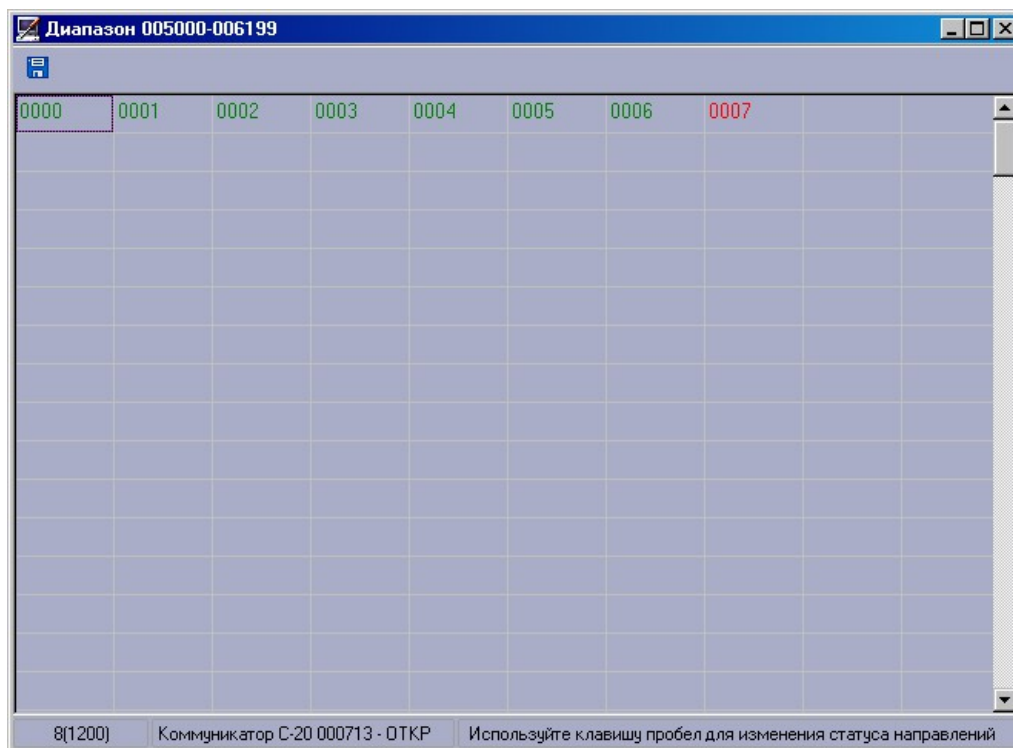 Диапазон 005000-006199
0000 0001 0002 0003 0004 0005 0006 0007
8(1200) Коммуникатор С-20 000713 - ОТКР Используйте клавишу пробел для изменения статуса направлений